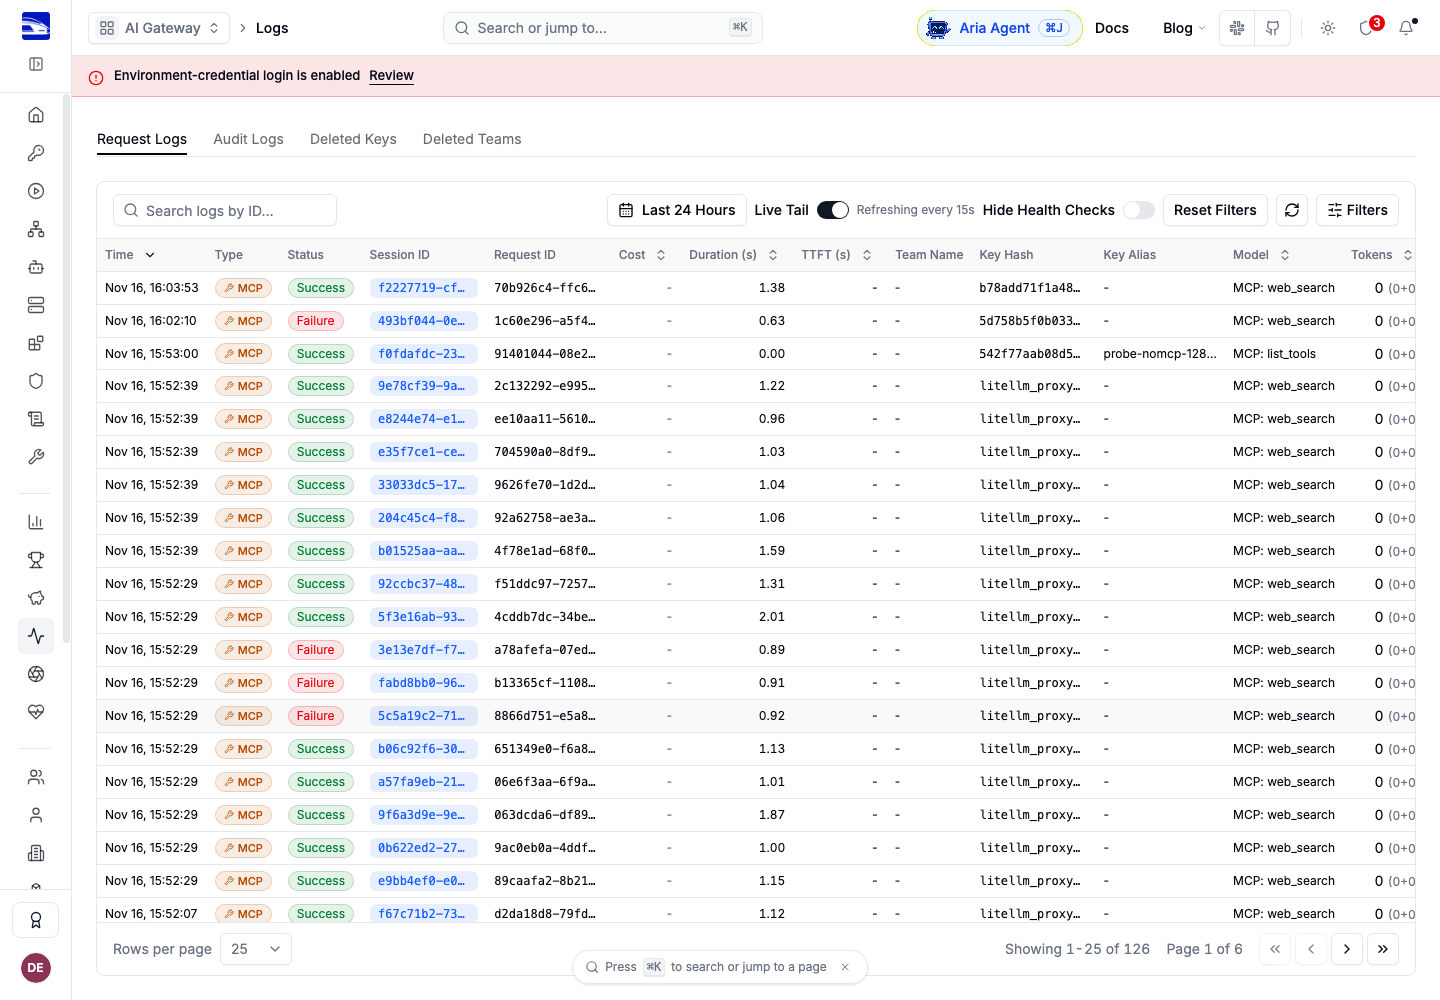 AI Gateway > Logs Search or jump to... ⌘K Aria Agent ⌘J Docs Blog 3
Environment-credential login is enabled Review
Request Logs Audit Logs Deleted Keys Deleted Teams
Search logs by ID... Last 24 Hours Live Tail Refreshing every 15s Hide Health Checks Reset Filters Filters
Time Type Status Session ID Request ID Cost Duration (s) TTFT (s) Team Name Key Hash Key Alias Model Tokens
Nov 16, 16:03:53 MCP Success f2227719-cf... 70b926c4-ffc6... - 1.38 - - b78add71f1a48... - MCP: web_search 0 (0+0
Nov 16, 16:02:10 MCP Failure 493bf044-0e... 1c60e296-a5f4... - 0.63 - - 5d758b5f0b033... - MCP: web_search 0 (0+0
Nov 16, 15:53:00 MCP Success f0fdafdc-23... 91401044-08e2... - 0.00 - - 542f77aab08d5... probe-nomcp-128... MCP: list_tools 0 (0+0
Nov 16, 15:52:39 MCP Success 9e78cf39-9a... 2c132292-e995... - 1.22 - - litellm_proxy... - MCP: web_search 0 (0+0
Nov 16, 15:52:39 MCP Success e8244e74-e1... ee10aa11-5610... - 0.96 - - litellm_proxy... - MCP: web_search 0 (0+0
Nov 16, 15:52:39 MCP Success e35f7ce1-ce... 704590a0-8df9... - 1.03 - - litellm_proxy... - MCP: web_search 0 (0+0
Nov 16, 15:52:39 MCP Success 33033dc5-17... 9626fe70-1d2d... - 1.04 - - litellm_proxy... - MCP: web_search 0 (0+0
Nov 16, 15:52:39 MCP Success 204c45c4-f8... 92a62758-ae3a... - 1.06 - - litellm_proxy... - MCP: web_search 0 (0+0
Nov 16, 15:52:39 MCP Success b01525aa-aa... 4f78e1ad-68f0... - 1.59 - - litellm_proxy... - MCP: web_search 0 (0+0
Nov 16, 15:52:29 MCP Success 92ccbc37-48... f51ddc97-7257... - 1.31 - - litellm_proxy... - MCP: web_search 0 (0+0
Nov 16, 15:52:29 MCP Success 5f3e16ab-93... 4cddb7dc-34be... - 2.01 - - litellm_proxy... - MCP: web_search 0 (0+0
Nov 16, 15:52:29 MCP Failure 3e13e7df-f7... a78afefa-07ed... - 0.89 - - litellm_proxy... - MCP: web_search 0 (0+0
Nov 16, 15:52:29 MCP Failure fabd8bb0-96... b13365cf-1108... - 0.91 - - litellm_proxy... - MCP: web_search 0 (0+0
Nov 16, 15:52:29 MCP Failure 5c5a19c2-71... 8866d751-e5a8... - 0.92 - - litellm_proxy... - MCP: web_search 0 (0+0
Nov 16, 15:52:29 MCP Success b06c92f6-30... 651349e0-f6a8... - 1.13 - - litellm_proxy... - MCP: web_search 0 (0+0
Nov 16, 15:52:29 MCP Success a57fa9eb-21... 06e6f3aa-6f9a... - 1.01 - - litellm_proxy... - MCP: web_search 0 (0+0
Nov 16, 15:52:29 MCP Success 9f6a3d9e-9e... 063dcda6-df89... - 1.87 - - litellm_proxy... - MCP: web_search 0 (0+0
Nov 16, 15:52:29 MCP Success 0b622ed2-27... 9ac0eb0a-4ddf... - 1.00 - - litellm_proxy... - MCP: web_search 0 (0+0
Nov 16, 15:52:29 MCP Success e9bb4ef0-e0... 89caafa2-8b21... - 1.15 - - litellm_proxy... - MCP: web_search 0 (0+0
Nov 16, 15:52:07 MCP Success f67c71b2-73... d2da18d8-79fd... - 1.12 - - litellm_proxy... - MCP: web_search 0 (0+0
Rows per page 25 Showing 1-25 of 126 Page 1 of 6
Press ⌘K to search or jump to a page
DE